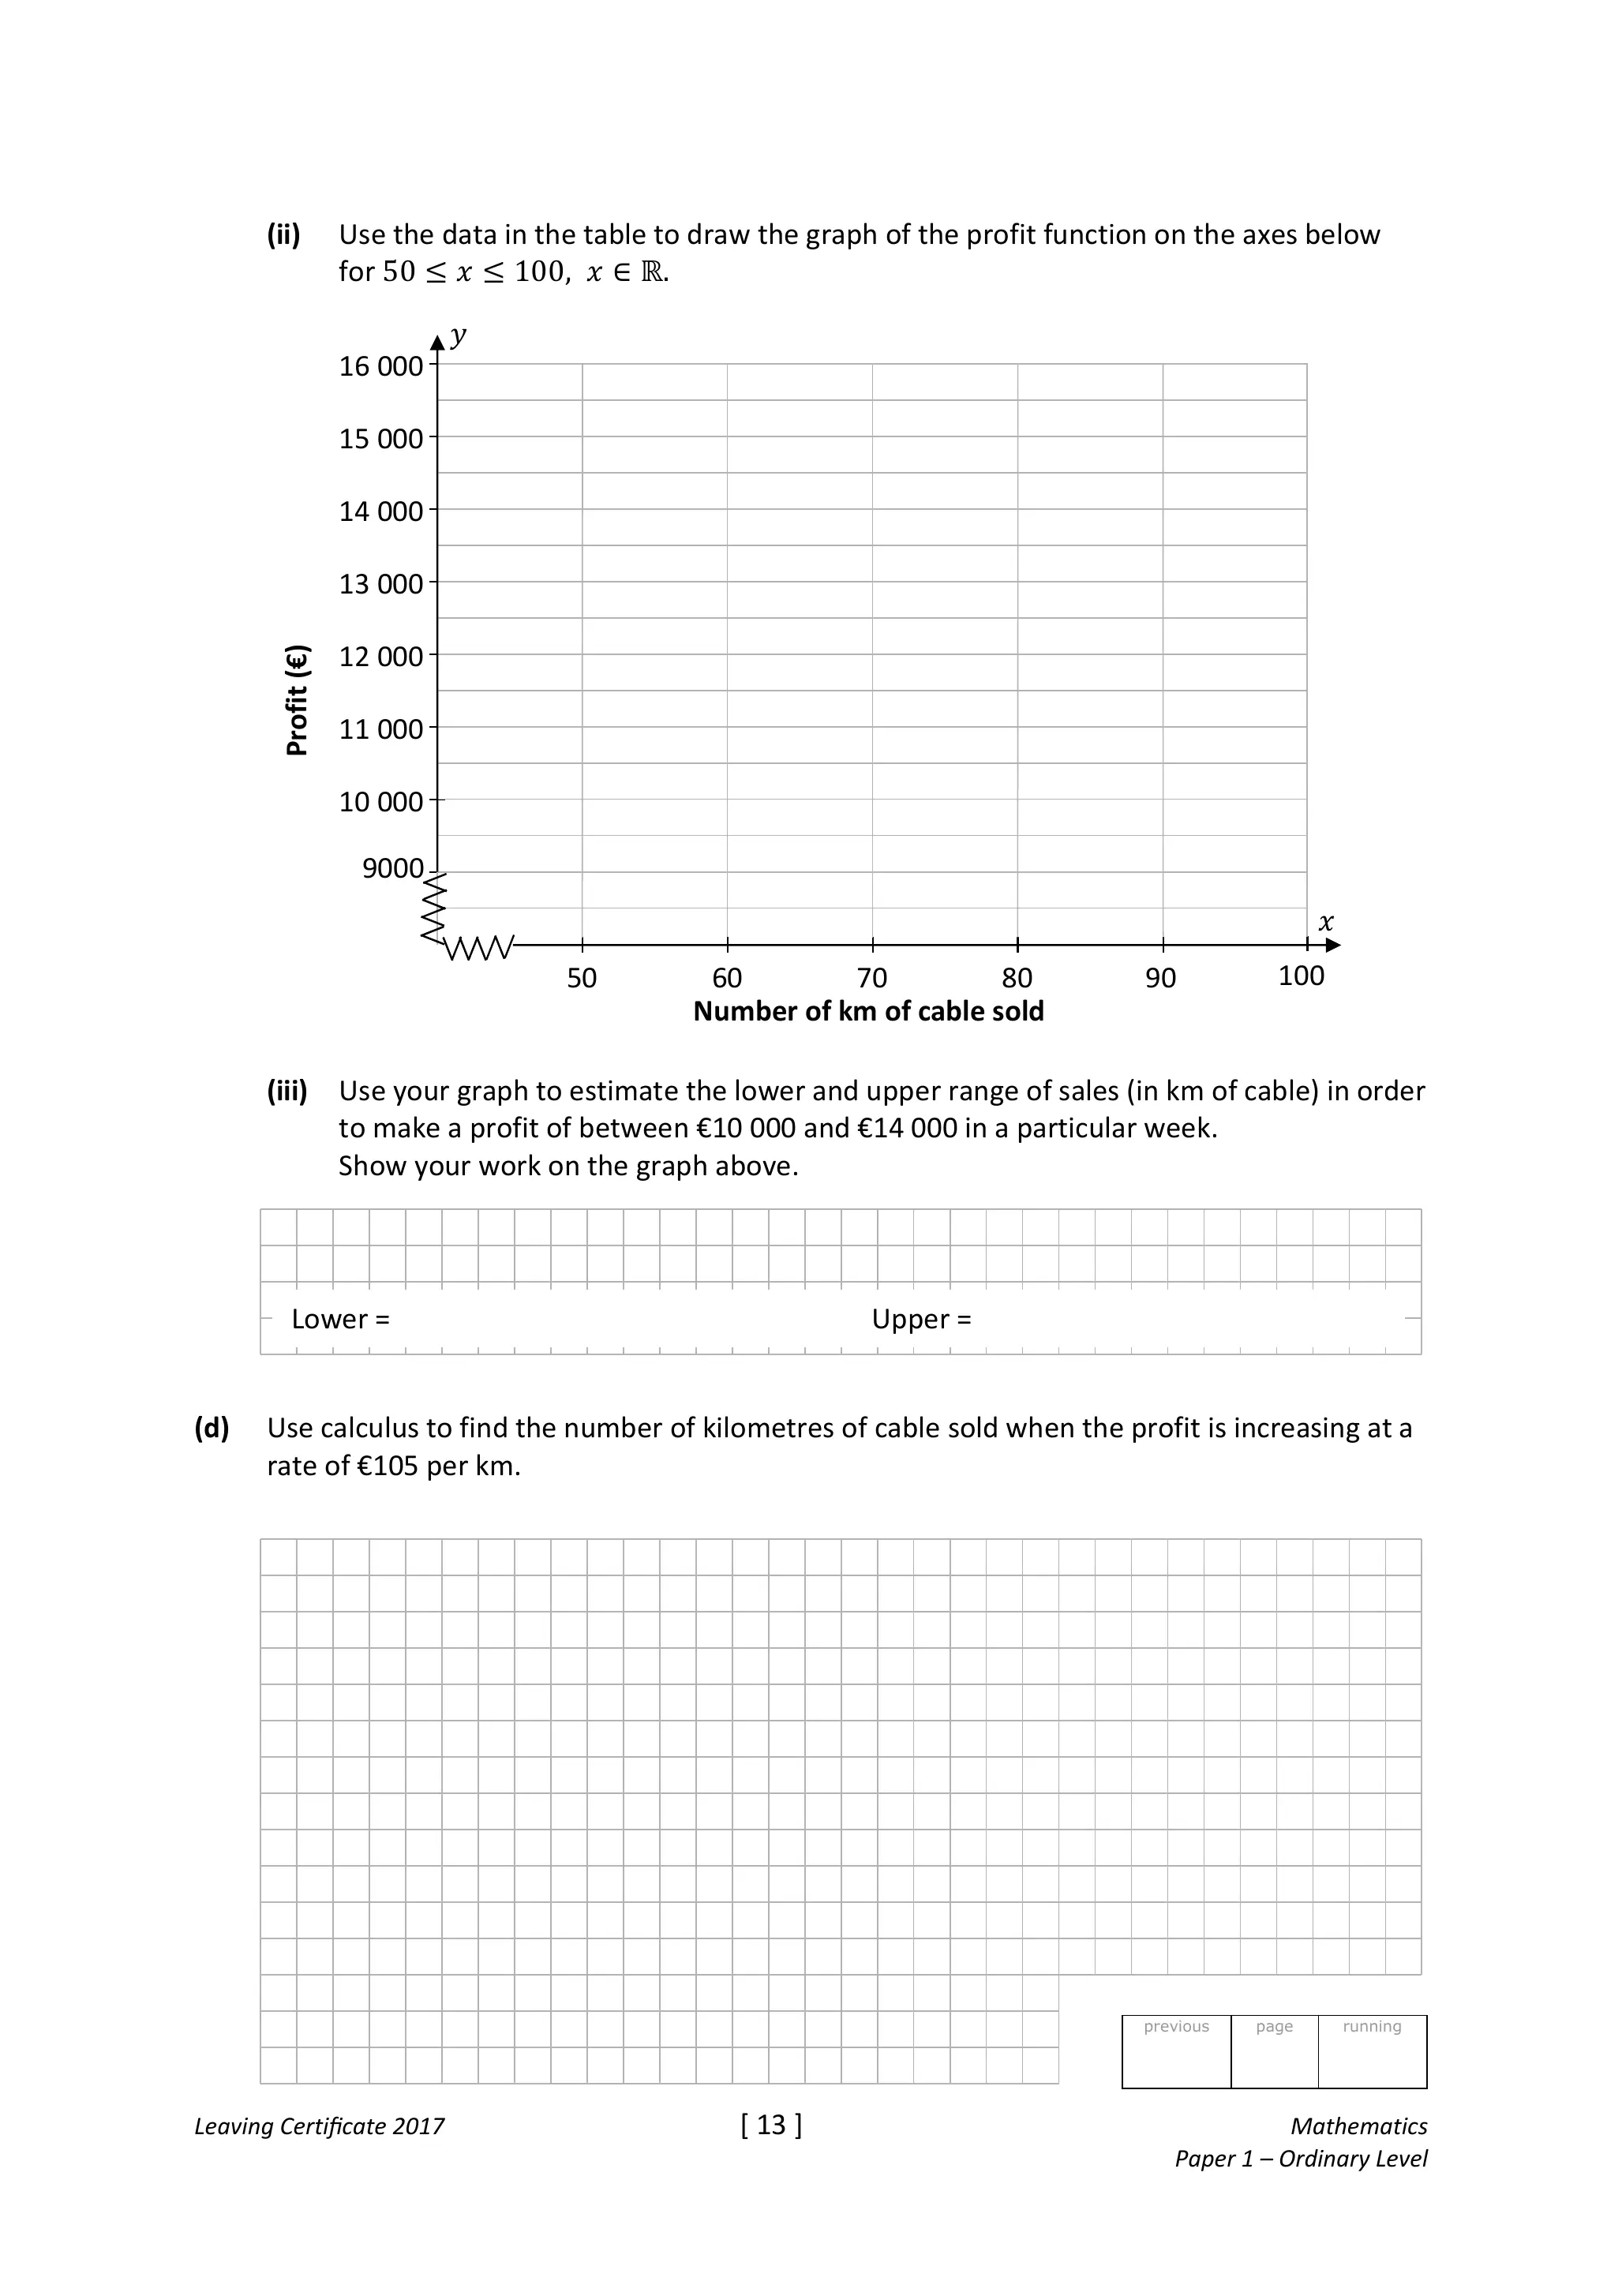 (ii) Use the data in the table to draw the graph of the profit function on the axes below
for 50 ≤ x ≤ 100, x ∈ ℝ.
y
16 000
15 000
14 000
13 000
12 000
11 000
10 000
9000
Profit (€)
x
50 60 70 80 90 100
Number of km of cable sold
(iii) Use your graph to estimate the lower and upper range of sales (in km of cable) in order
to make a profit of between €10 000 and €14 000 in a particular week.
Show your work on the graph above.
Lower = Upper =
(d) Use calculus to find the number of kilometres of cable sold when the profit is increasing at a
rate of €105 per km.
previous page running
Leaving Certificate 2017 [ 13 ] Mathematics
Paper 1 – Ordinary Level